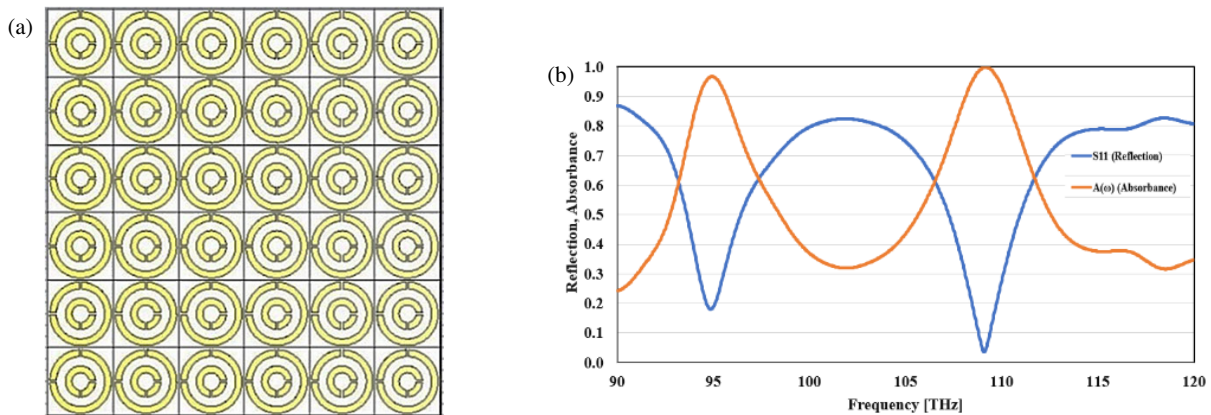 (a)
(b)
1.0
0.9
0.8
0.7
0.6
0.5
0.4
0.3
0.2
0.1
0.0
Reflection, Absorbance
S11 (Reflection)
A(ω) (Absorbance)
90 95 100 105 110 115 120
Frequency [THz]